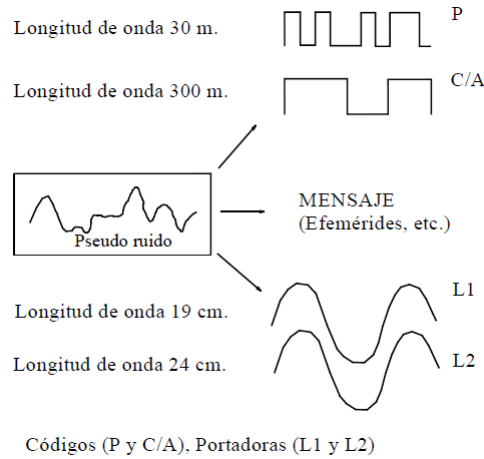 Longitud de onda 30 m.
P
Longitud de onda 300 m.
C/A
Pseudo ruido
MENSAJE
(Efemérides, etc.)
Longitud de onda 19 cm.
L1
Longitud de onda 24 cm.
L2
Códigos (P y C/A), Portadoras (L1 y L2)